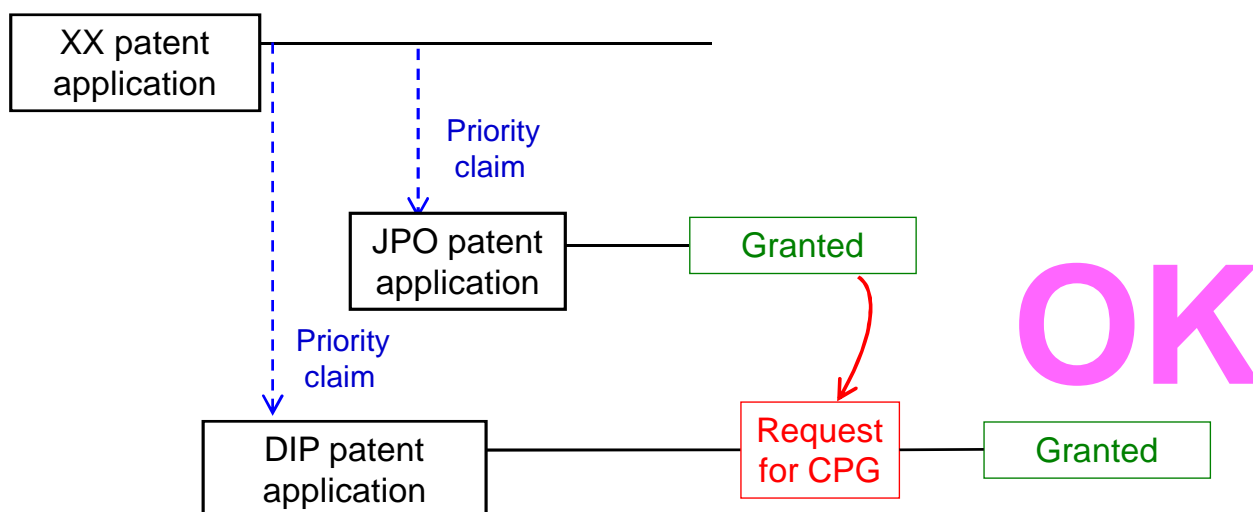 XX patent
application
Priority
claim
JPO patent
application
Granted
OK
Priority
claim
DIP patent
application
Request
for CPG
Granted